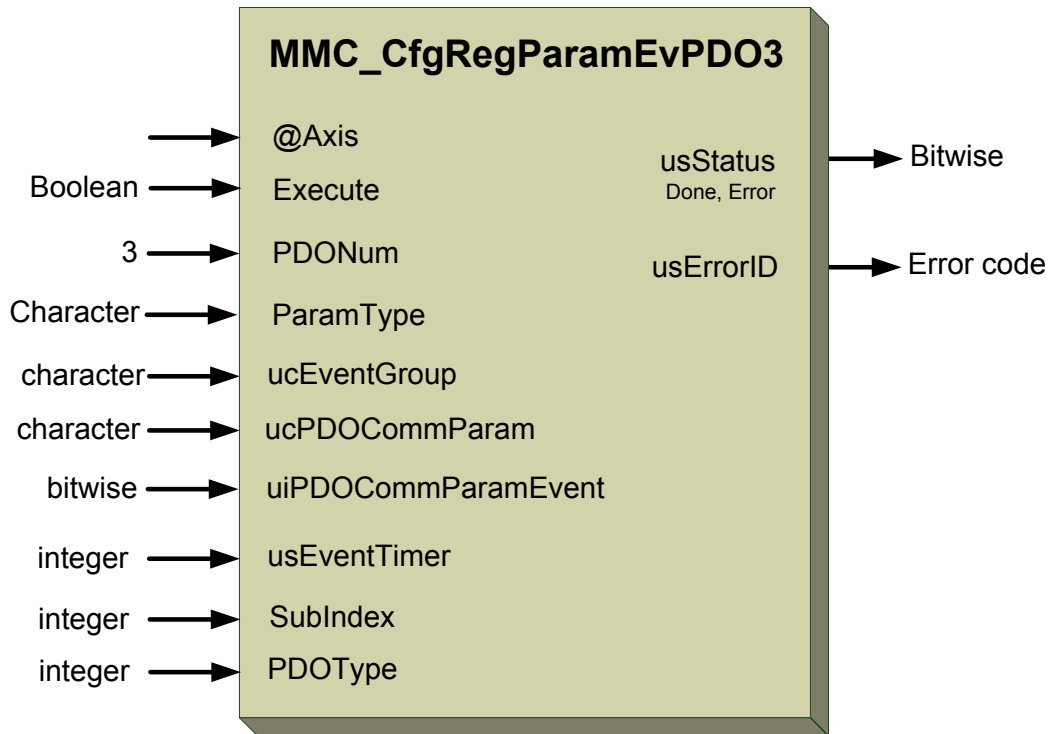 MMC_CfgRegParamEvPDO3
@Axis
Boolean
Execute
3
PDONum
Character
ParamType
character
ucEventGroup
character
ucPDOCommParam
bitwise
uiPDOCommParamEvent
integer
usEventTimer
integer
SubIndex
integer
PDOType
usStatus
Done, Error
Bitwise
usErrorID
Error code